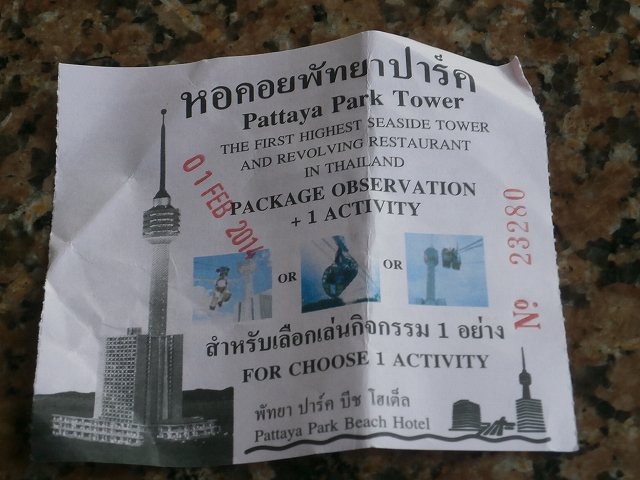 หอคอยพัทยาปาร์ค
Pattaya Park Tower
THE FIRST HIGHEST SEASIDE TOWER
AND REVOLVING RESTAURANT
IN THAILAND
01 FEB 2014
PACKAGE OBSERVATION
+ 1 ACTIVITY
OR
OR
Nº 23280
สำหรับเลือกเล่นกิจกรรม 1 อย่าง
FOR CHOOSE 1 ACTIVITY
พัทยา ปาร์ค บีช โฮเต็ล
Pattaya Park Beach Hotel